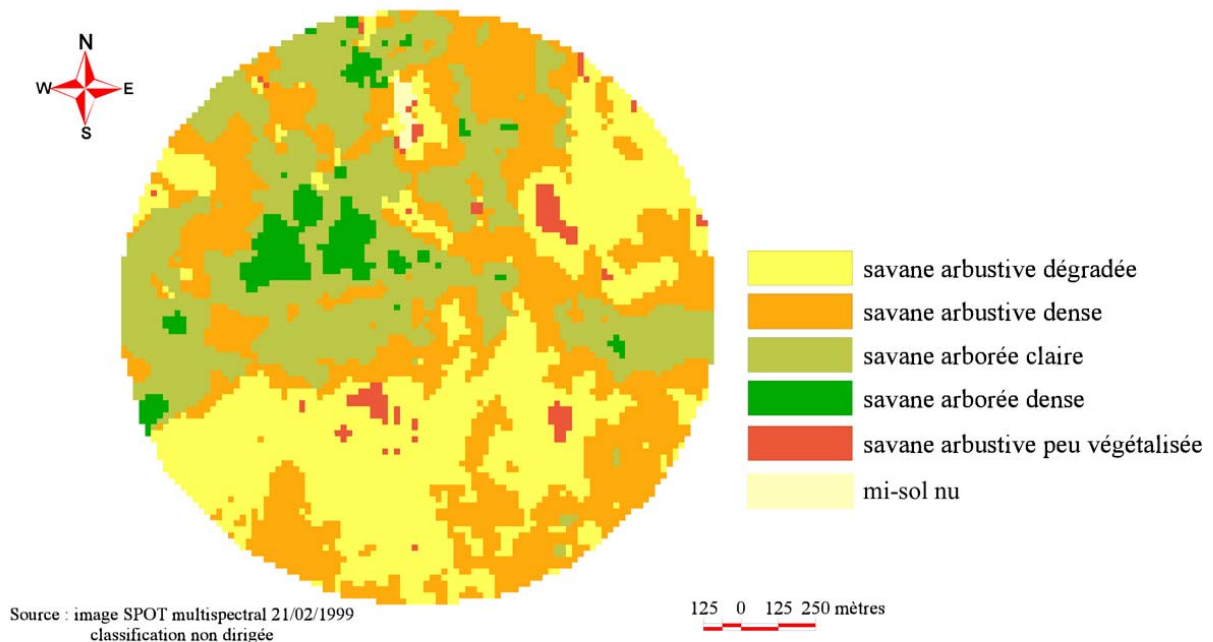 N
W E
S
savane arbustive dégradée
savane arbustive dense
savane arborée claire
savane arborée dense
savane arbustive peu végétalisée
mi-sol nu
Source : image SPOT multispectral 21/02/1999
classification non dirigée
125 0 125 250 mètres